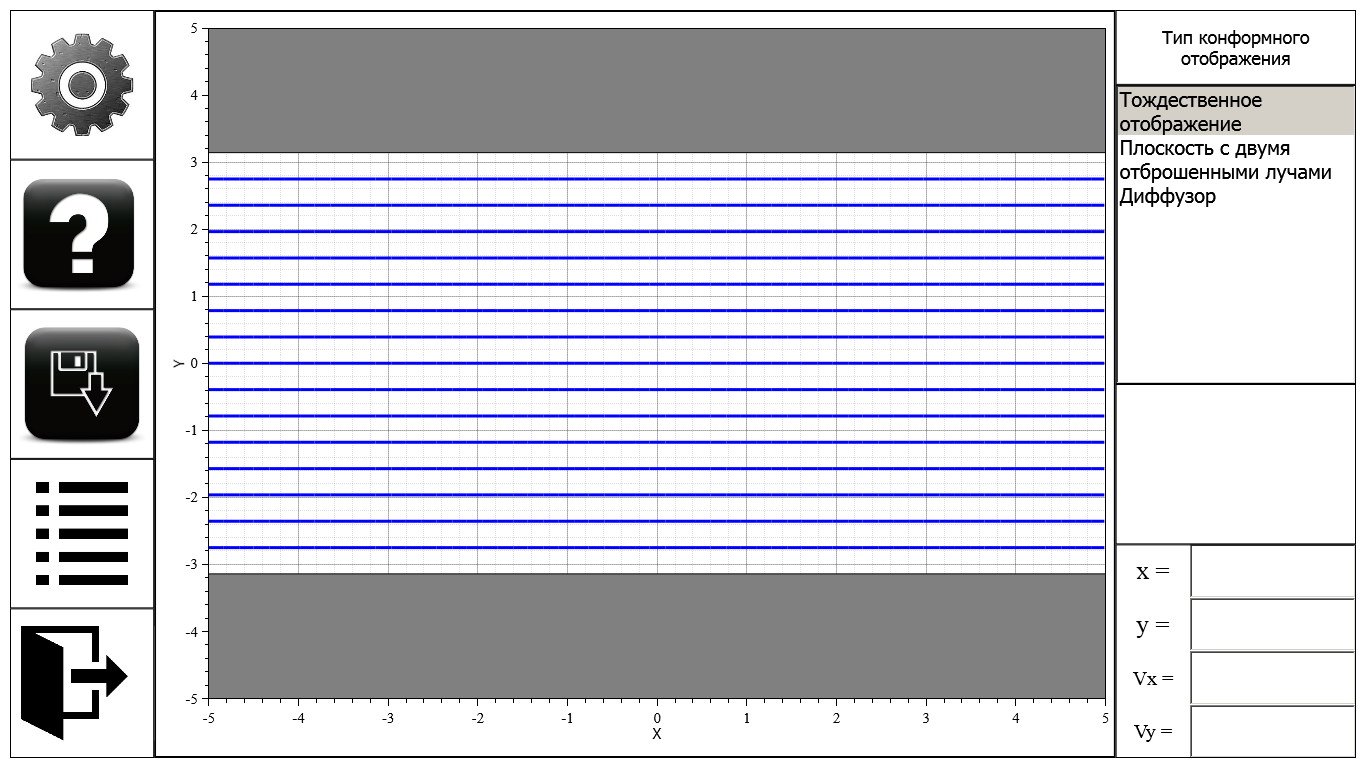 5
4
3
2
1
Y 0
-1
-2
-3
-4
-5
-5 -4 -3 -2 -1 0 1 2 3 4 5
X
Тип конформного
отображения
Тождественное
отображение
Плоскость с двумя
отброшенными лучами
Диффузор
x =
y =
Vx =
Vy =